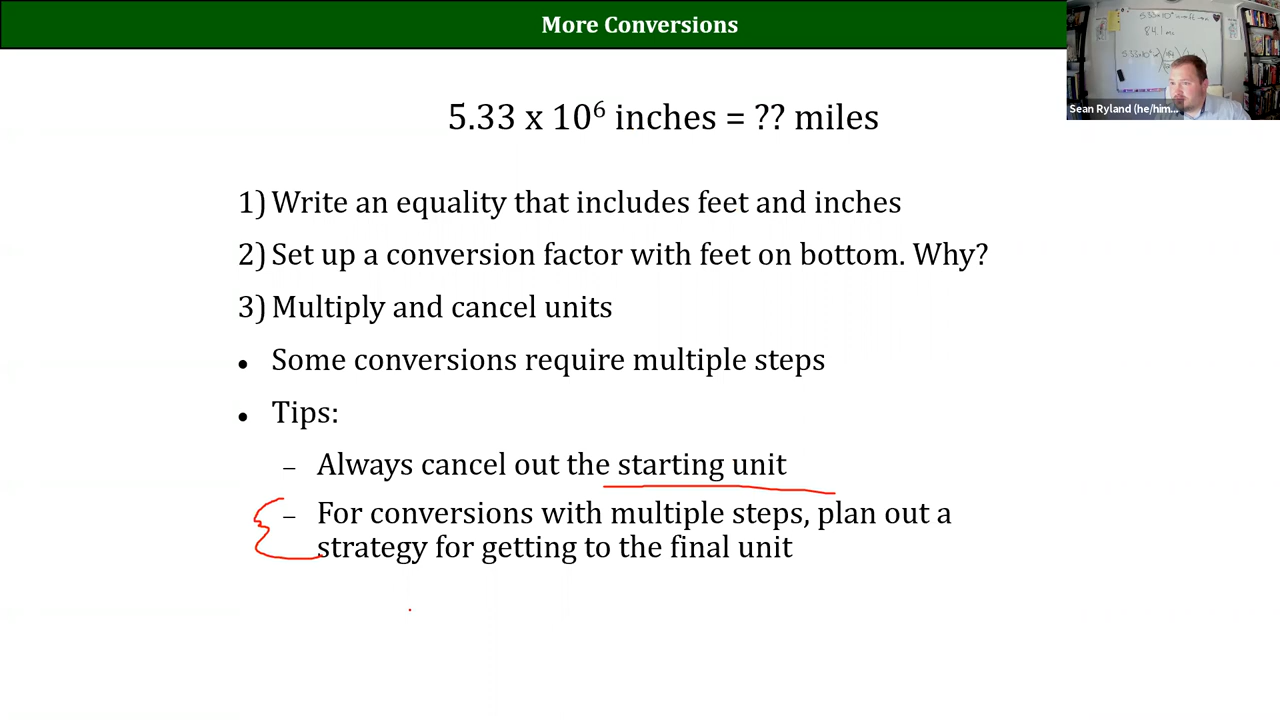 More Conversions
5.33 x 10⁶ inches = ?? miles
1) Write an equality that includes feet and inches
2) Set up a conversion factor with feet on bottom. Why?
3) Multiply and cancel units
• Some conversions require multiple steps
• Tips:
– Always cancel out the starting unit
– For conversions with multiple steps, plan out a
strategy for getting to the final unit
84.1 mi
Sean Ryland (he/him...